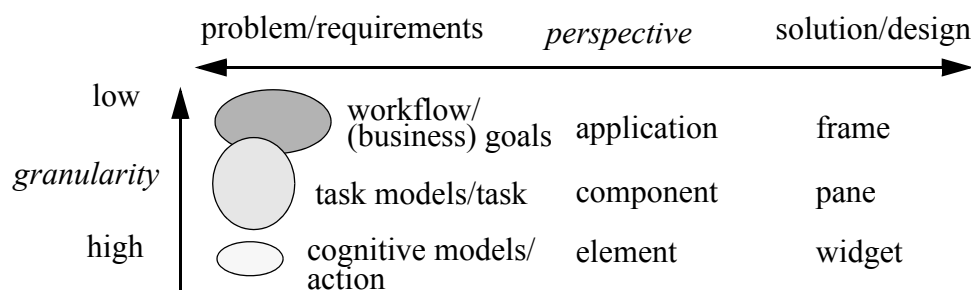 problem/requirements perspective solution/design
low
workflow/
(business) goals application frame
granularity
task models/task component pane
high
cognitive models/
action
element widget